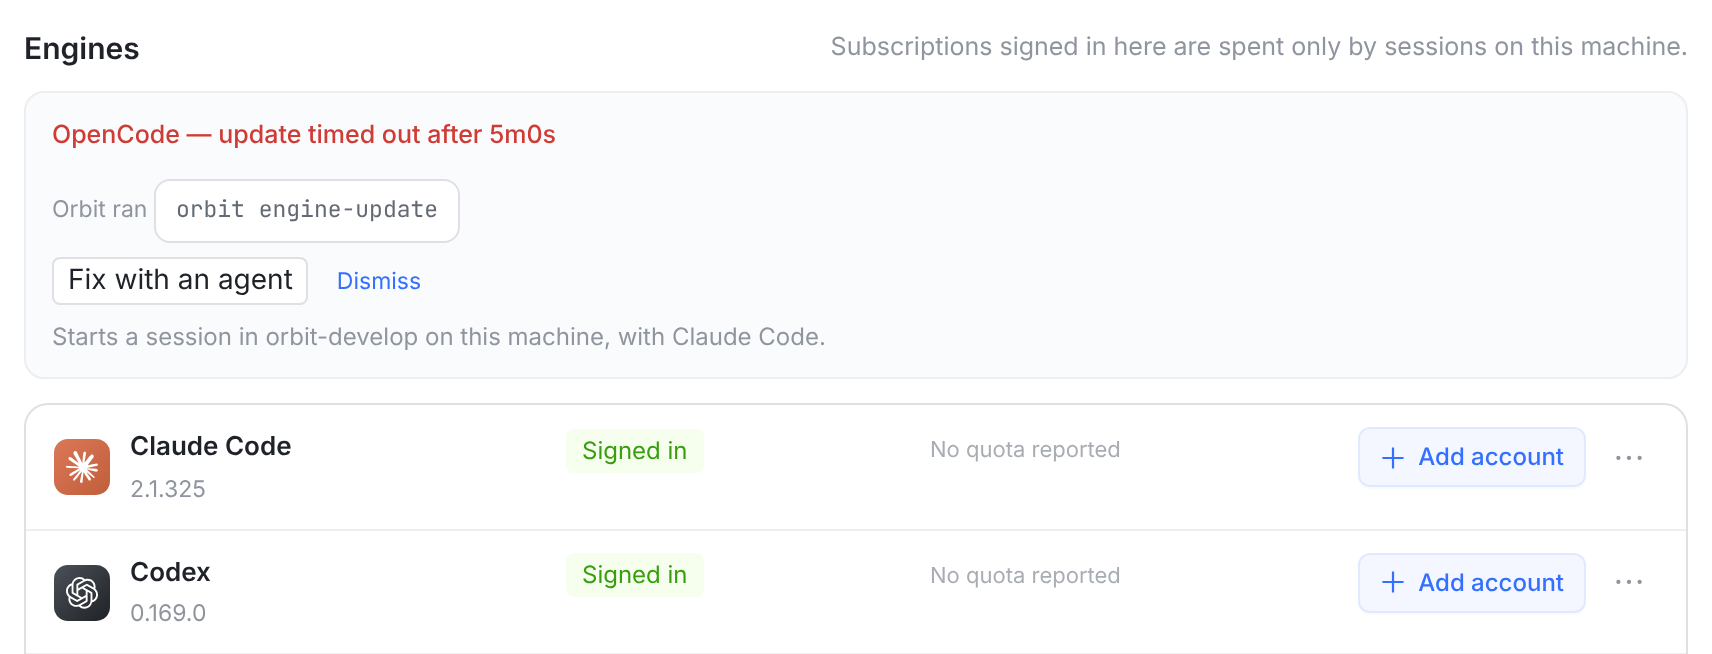 Engines
Subscriptions signed in here are spent only by sessions on this machine.
OpenCode — update timed out after 5m0s
Orbit ran orbit engine-update
Fix with an agent Dismiss
Starts a session in orbit-develop on this machine, with Claude Code.
Claude Code
2.1.325
Signed in
No quota reported
+ Add account
···
Codex
0.169.0
Signed in
No quota reported
+ Add account
···